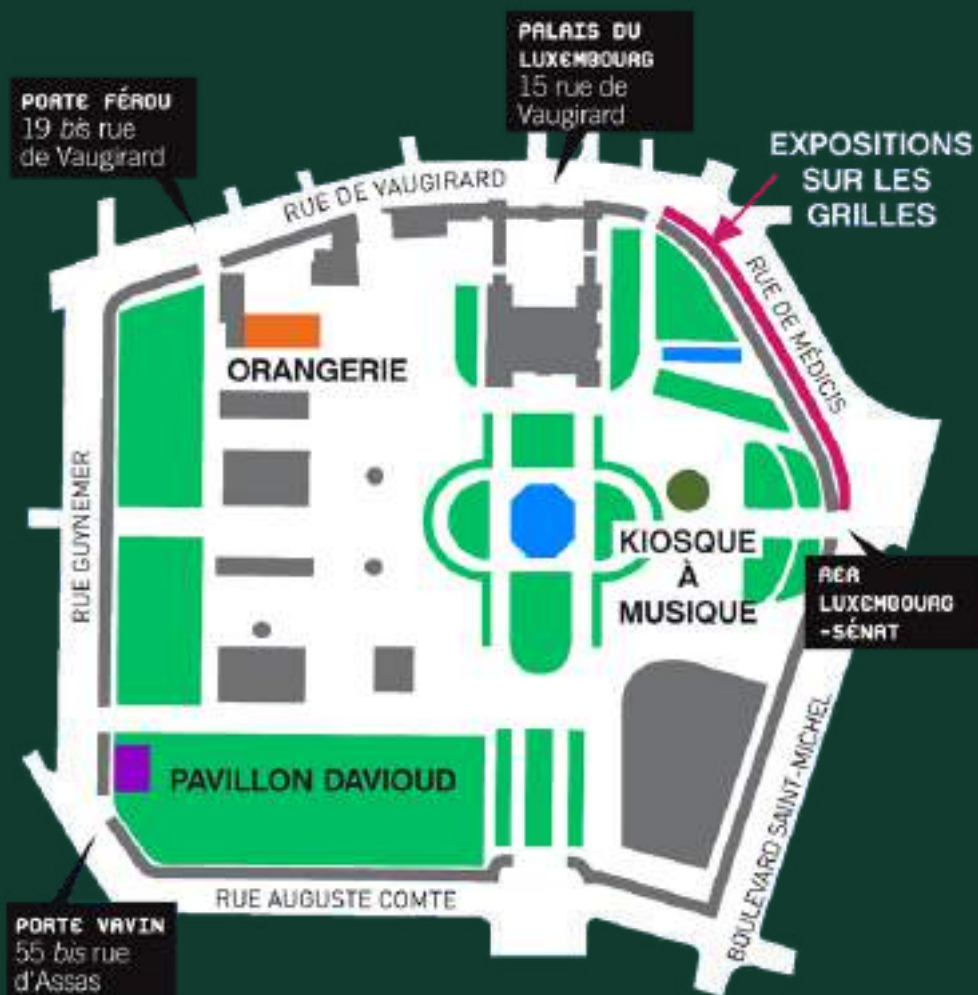 PALAIS DU
LUXEMBOURG
15 rue de
Vaugirard
PORTE FÉROU
19 bis rue
de Vaugirard
EXPOSITIONS
SUR LES
GRILLES
RUE DE VAUGIRARD
RUE DE MÉDICIS
ORANGERIE
RUE GUYNEMER
KIOSQUE
À
MUSIQUE
RER
LUXEMBOURG
-SÉNAT
PAVILLON DAVIOUD
BOULEVARD SAINT-MICHEL
RUE AUGUSTE COMTE
PORTE VAVIN
55 bis rue
d'Assas